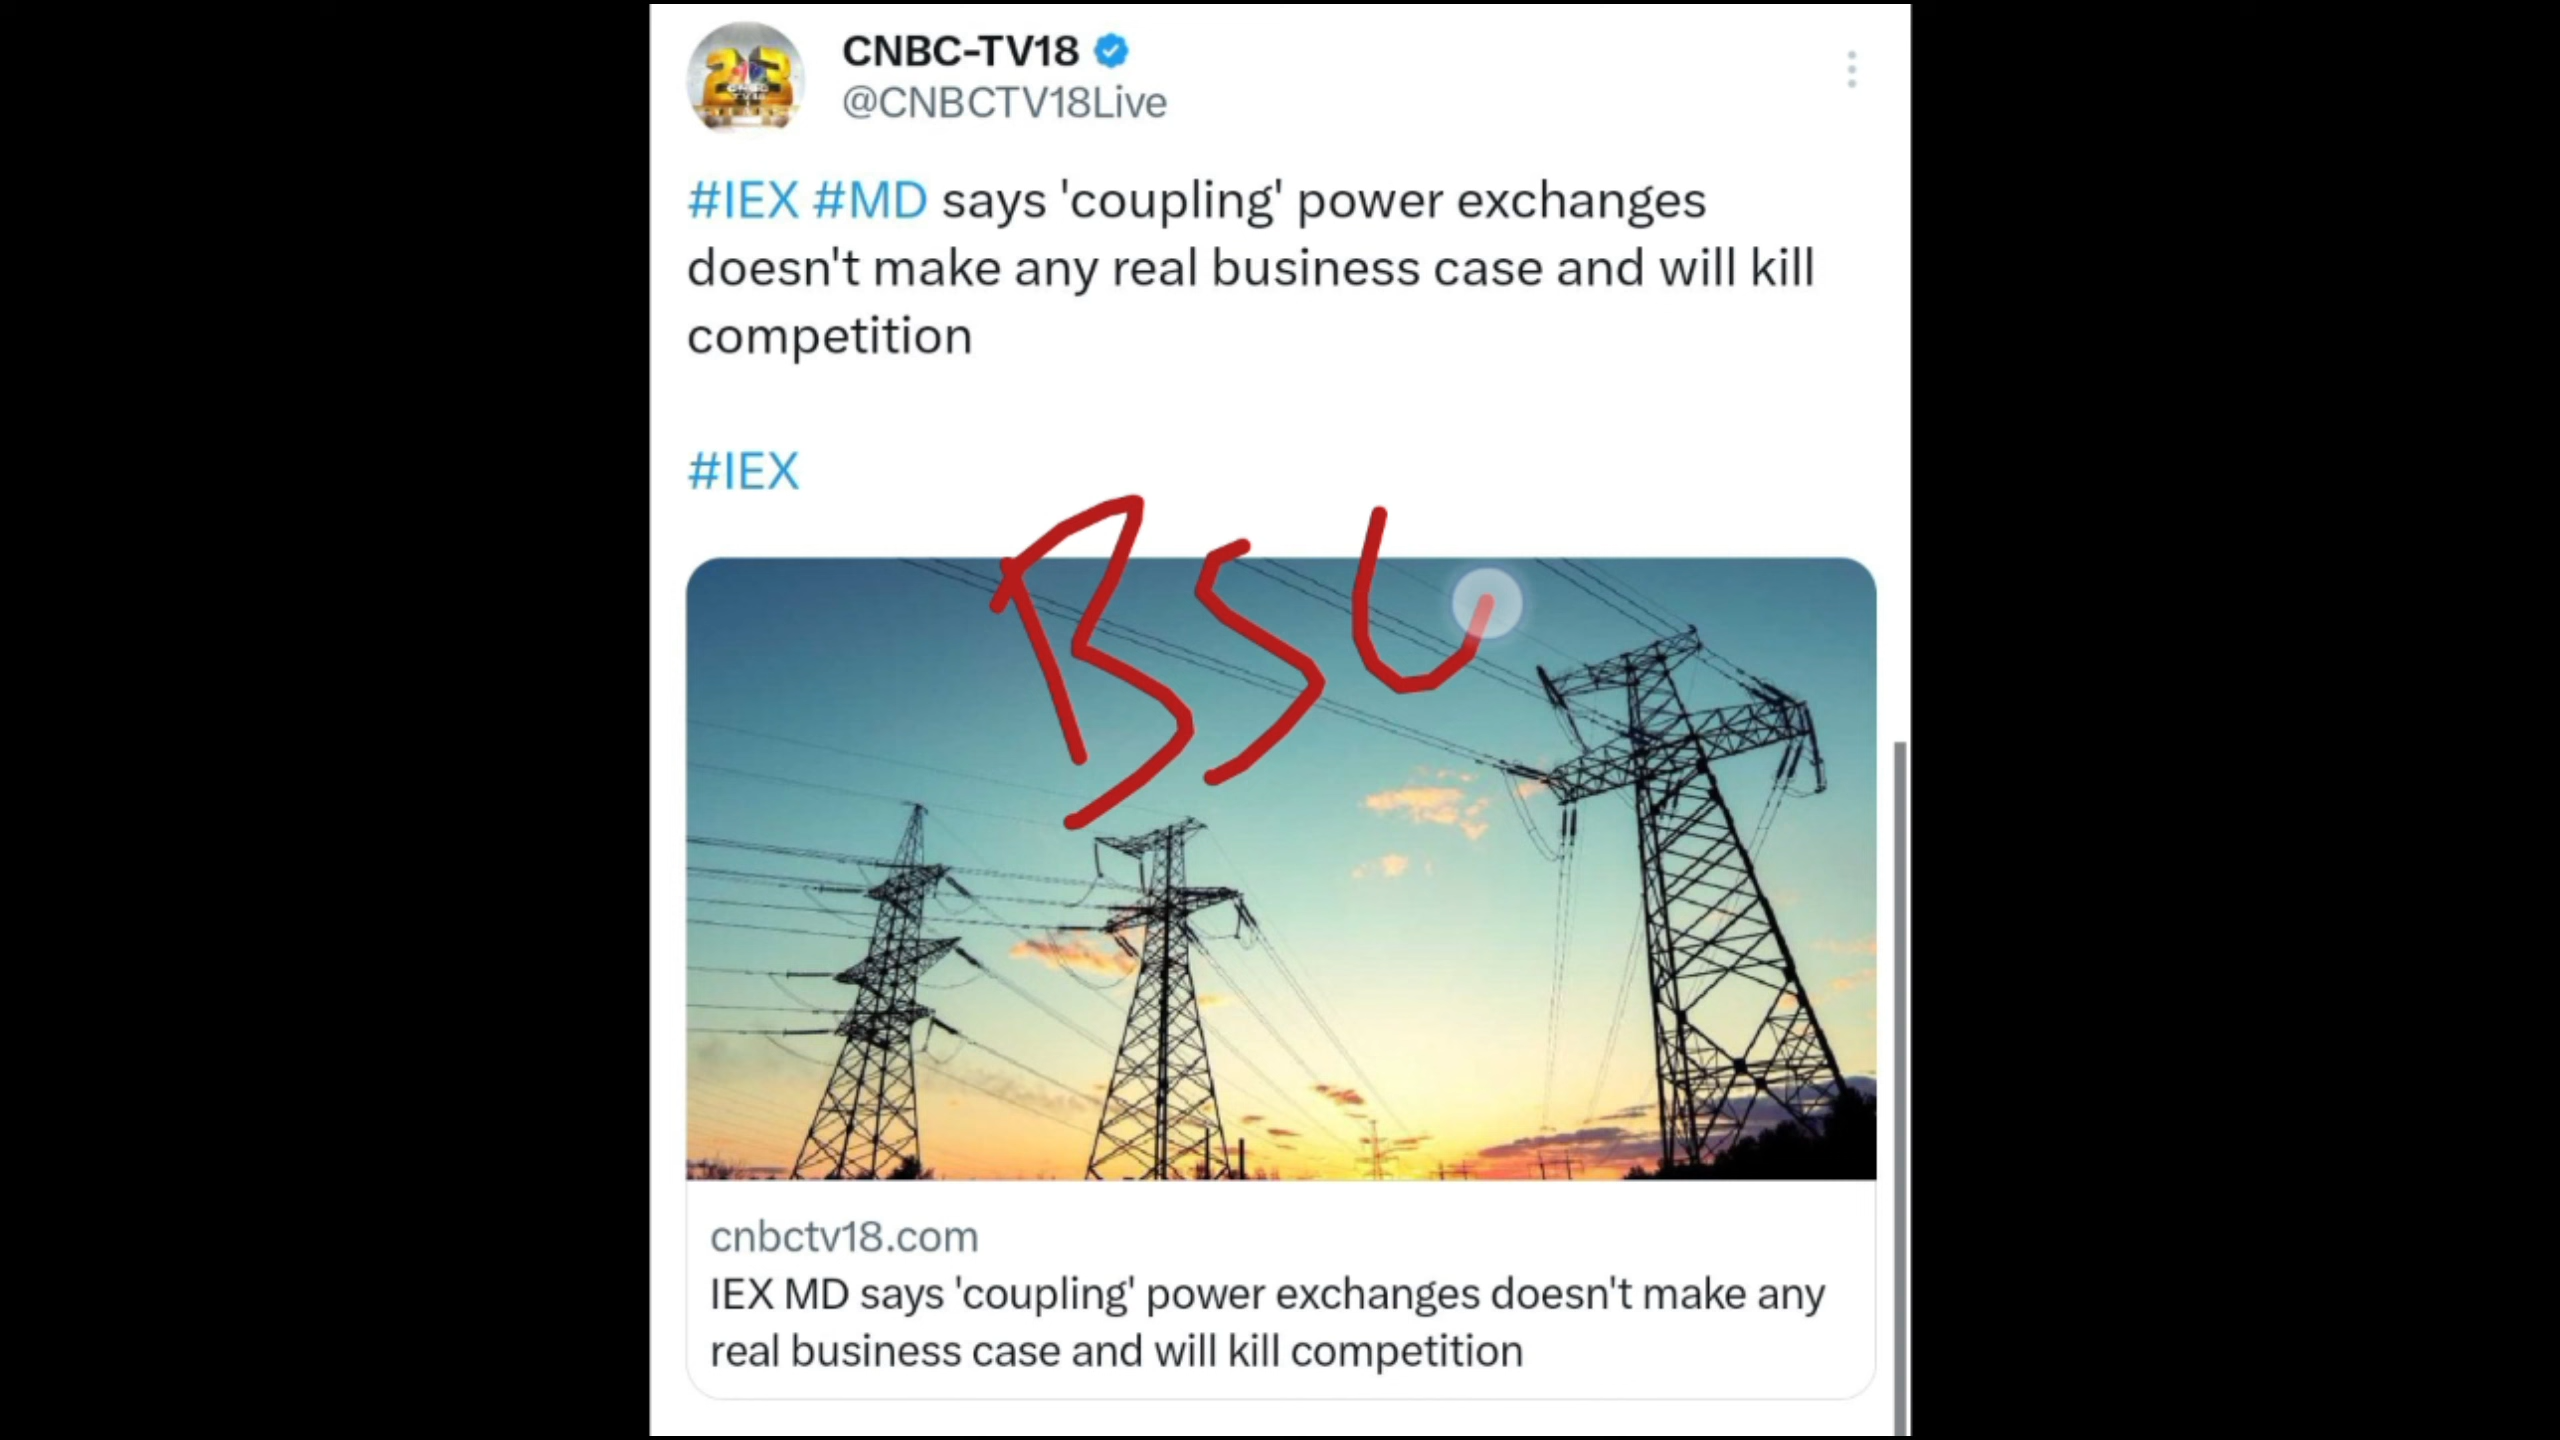 CNBC-TV18
@CNBCTV18Live
#IEX #MD says 'coupling' power exchanges
doesn't make any real business case and will kill
competition
#IEX
BSU
cnbctv18.com
IEX MD says 'coupling' power exchanges doesn't make any
real business case and will kill competition